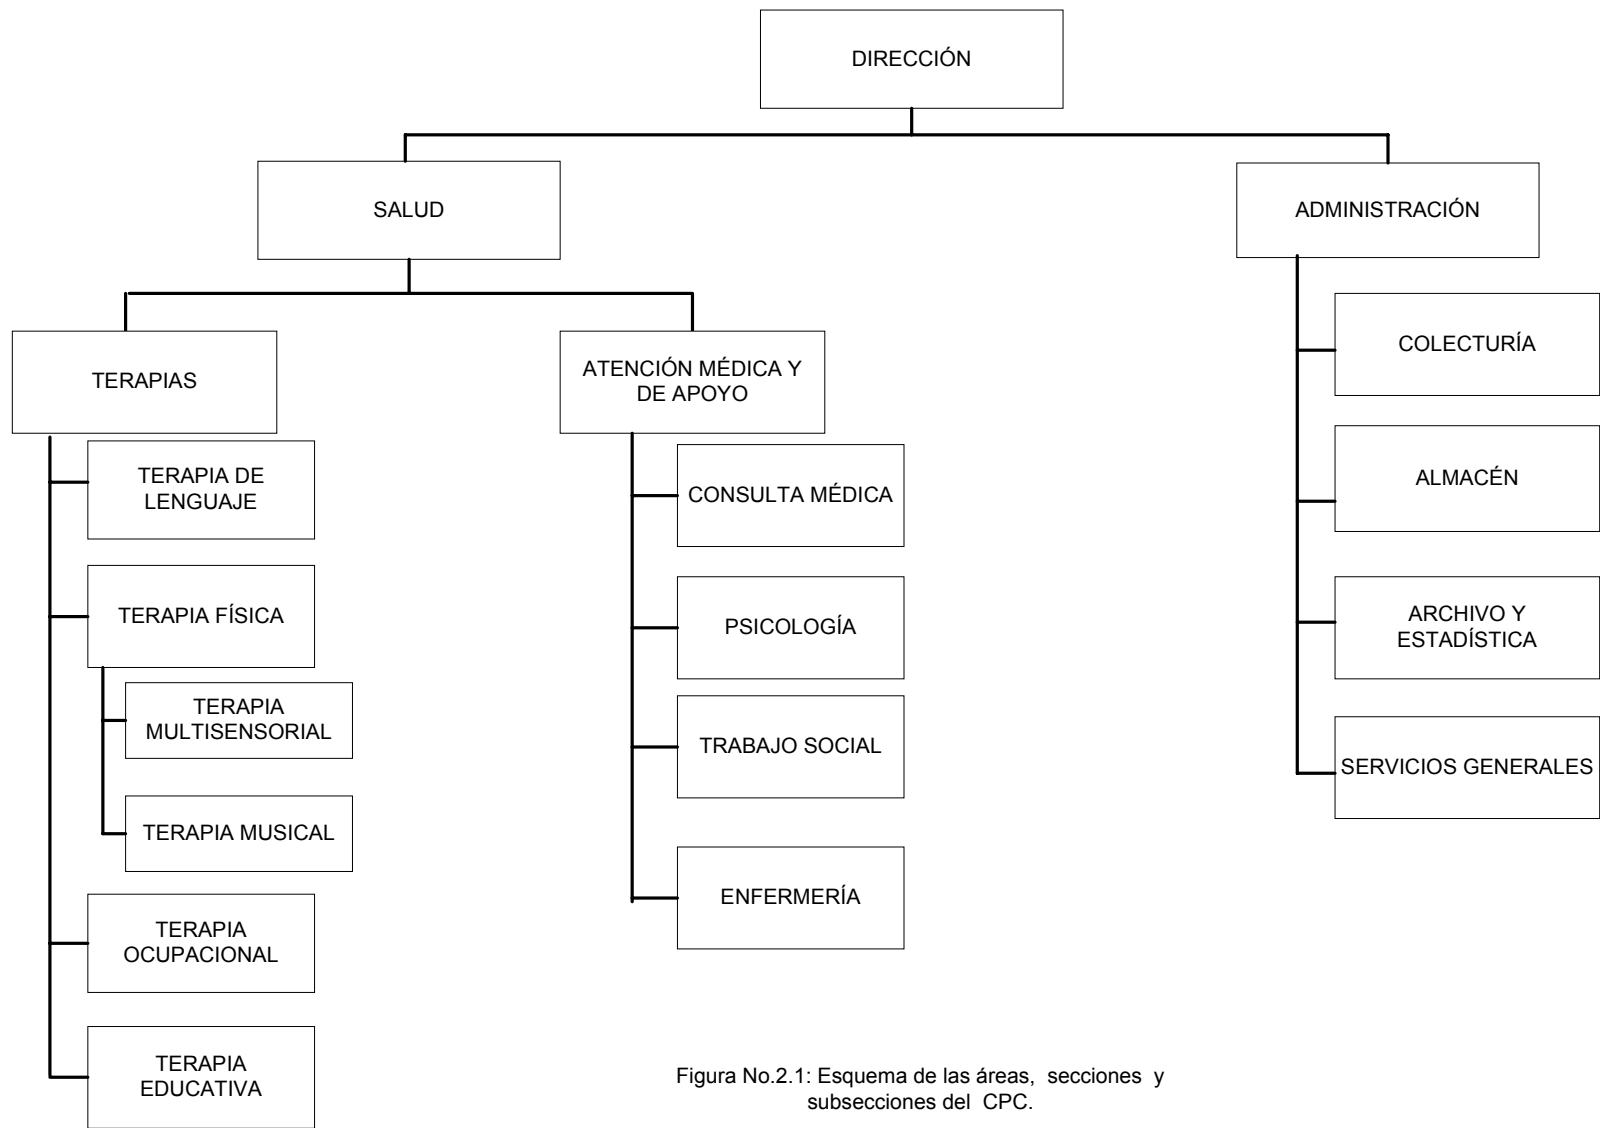 DIRECCIÓN
SALUD
ADMINISTRACIÓN
TERAPIAS
TERAPIA DE
LENGUAJE
TERAPIA FÍSICA
TERAPIA
MULTISENSORIAL
TERAPIA MUSICAL
TERAPIA
OCUPACIONAL
TERAPIA
EDUCATIVA
ATENCIÓN MÉDICA Y
DE APOYO
CONSULTA MÉDICA
PSICOLOGÍA
TRABAJO SOCIAL
ENFERMERÍA
COLECTURÍA
ALMACÉN
ARCHIVO Y
ESTADÍSTICA
SERVICIOS GENERALES
Figura No.2.1: Esquema de las áreas, secciones y
subsecciones del CPC.